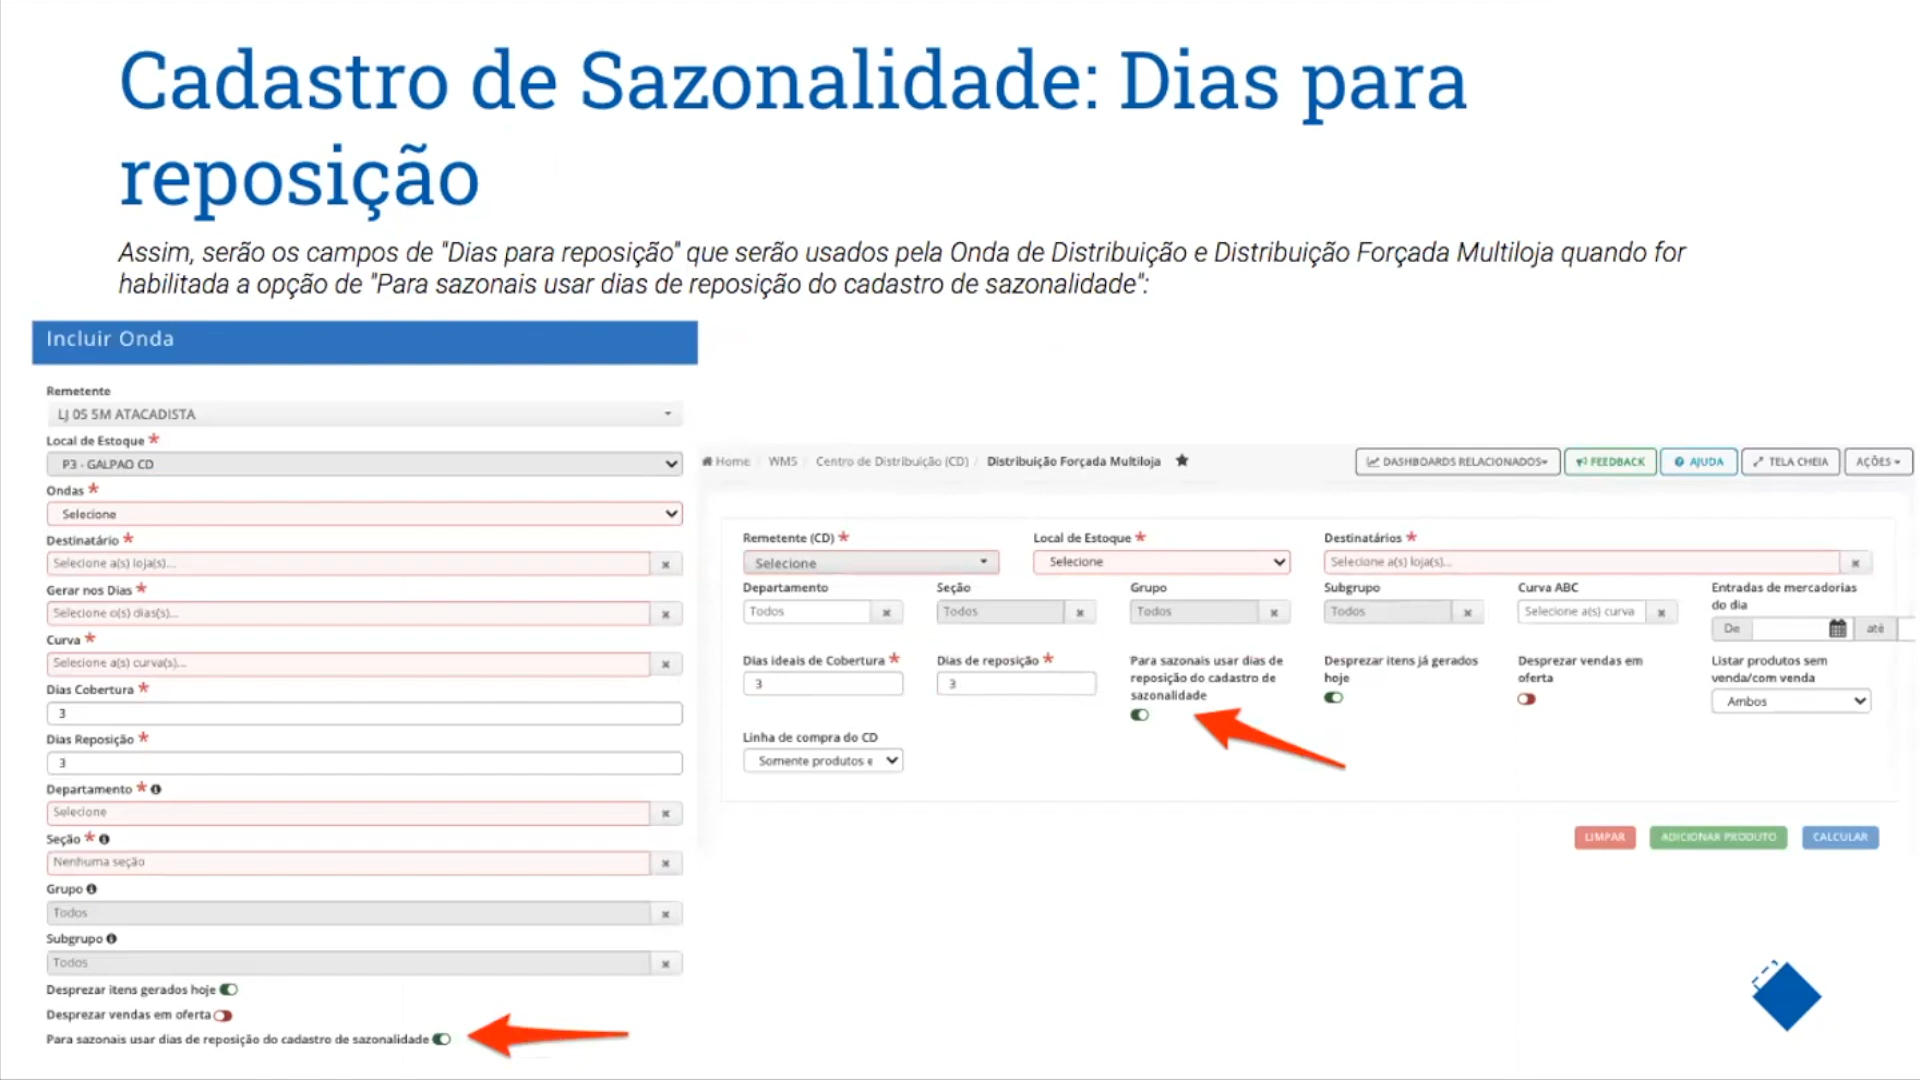 Cadastro de Sazonalidade: Dias para
reposição
Assim, serão os campos de "Dias para reposição" que serão usados pela Onda de Distribuição e Distribuição Forçada Multiloja quando for
habilitada a opção de "Para sazonais usar dias de reposição do cadastro de sazonalidade":
Incluir Onda
Remetente
LJ 05 5M ATACADISTA
Local de Estoque *
P3 - GALPAO CD
Ondas *
Selecione
Destinatário *
Selecione a(s) loja(s)...
Gerar nos Dias *
Selecione o(s) dias(s)...
Curva *
Selecione a(s) curva(s)...
Dias Cobertura *
3
Dias Reposição *
3
Departamento *
Selecione
Seção *
Nenhuma seção
Grupo
Todos
Subgrupo
Todos
Desprezar itens gerados hoje
Desprezar vendas em oferta
Para sazonais usar dias de reposição do cadastro de sazonalidade
Home / WMS / Centro de Distribuição (CD) / Distribuição Forçada Multiloja
DASHBOARDS RELACIONADOS
FEEDBACK
AJUDA
TELA CHEIA
AÇÕES
Remetente (CD) *
Selecione
Local de Estoque *
Selecione
Destinatários *
Selecione a(s) loja(s)...
Departamento
Todos
Seção
Todos
Grupo
Todos
Subgrupo
Todos
Curva ABC
Selecione a(s) curva
Entradas de mercadorias
do dia
De
até
Dias ideais de Cobertura *
3
Dias de reposição *
3
Para sazonais usar dias de
reposição do cadastro de
sazonalidade
Desprezar itens já gerados
hoje
Desprezar vendas em
oferta
Listar produtos sem
venda/com venda
Ambos
Linha de compra do CD
Somente produtos e
LIMPAR
ADICIONAR PRODUTO
CALCULAR